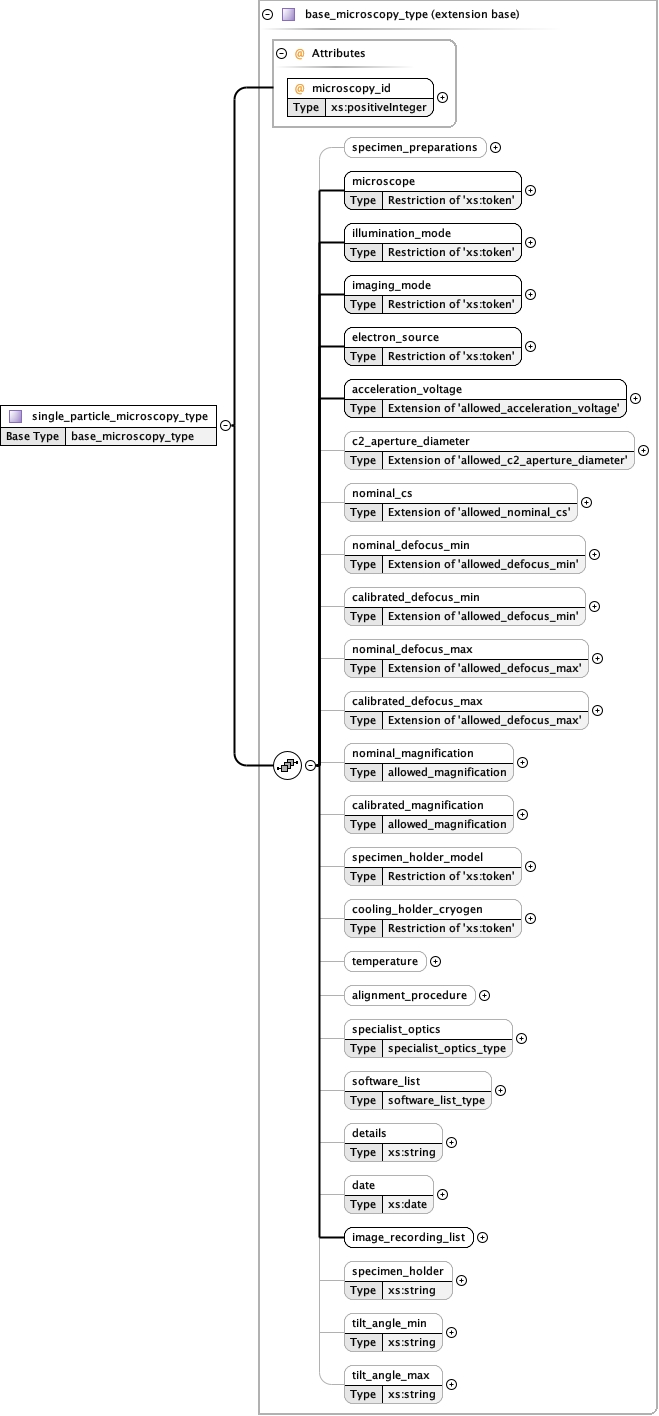 base_microscopy_type (extension base)
@ Attributes
@ microscopy_id
Type xs:positiveInteger
specimen_preparations
microscope
Type Restriction of 'xs:token'
illumination_mode
Type Restriction of 'xs:token'
imaging_mode
Type Restriction of 'xs:token'
electron_source
Type Restriction of 'xs:token'
acceleration_voltage
Type Extension of 'allowed_acceleration_voltage'
single_particle_microscopy_type
Base Type base_microscopy_type
c2_aperture_diameter
Type Extension of 'allowed_c2_aperture_diameter'
nominal_cs
Type Extension of 'allowed_nominal_cs'
nominal_defocus_min
Type Extension of 'allowed_defocus_min'
calibrated_defocus_min
Type Extension of 'allowed_defocus_min'
nominal_defocus_max
Type Extension of 'allowed_defocus_max'
calibrated_defocus_max
Type Extension of 'allowed_defocus_max'
nominal_magnification
Type allowed_magnification
calibrated_magnification
Type allowed_magnification
specimen_holder_model
Type Restriction of 'xs:token'
cooling_holder_cryogen
Type Restriction of 'xs:token'
temperature
alignment_procedure
specialist_optics
Type specialist_optics_type
software_list
Type software_list_type
details
Type xs:string
date
Type xs:date
image_recording_list
specimen_holder
Type xs:string
tilt_angle_min
Type xs:string
tilt_angle_max
Type xs:string